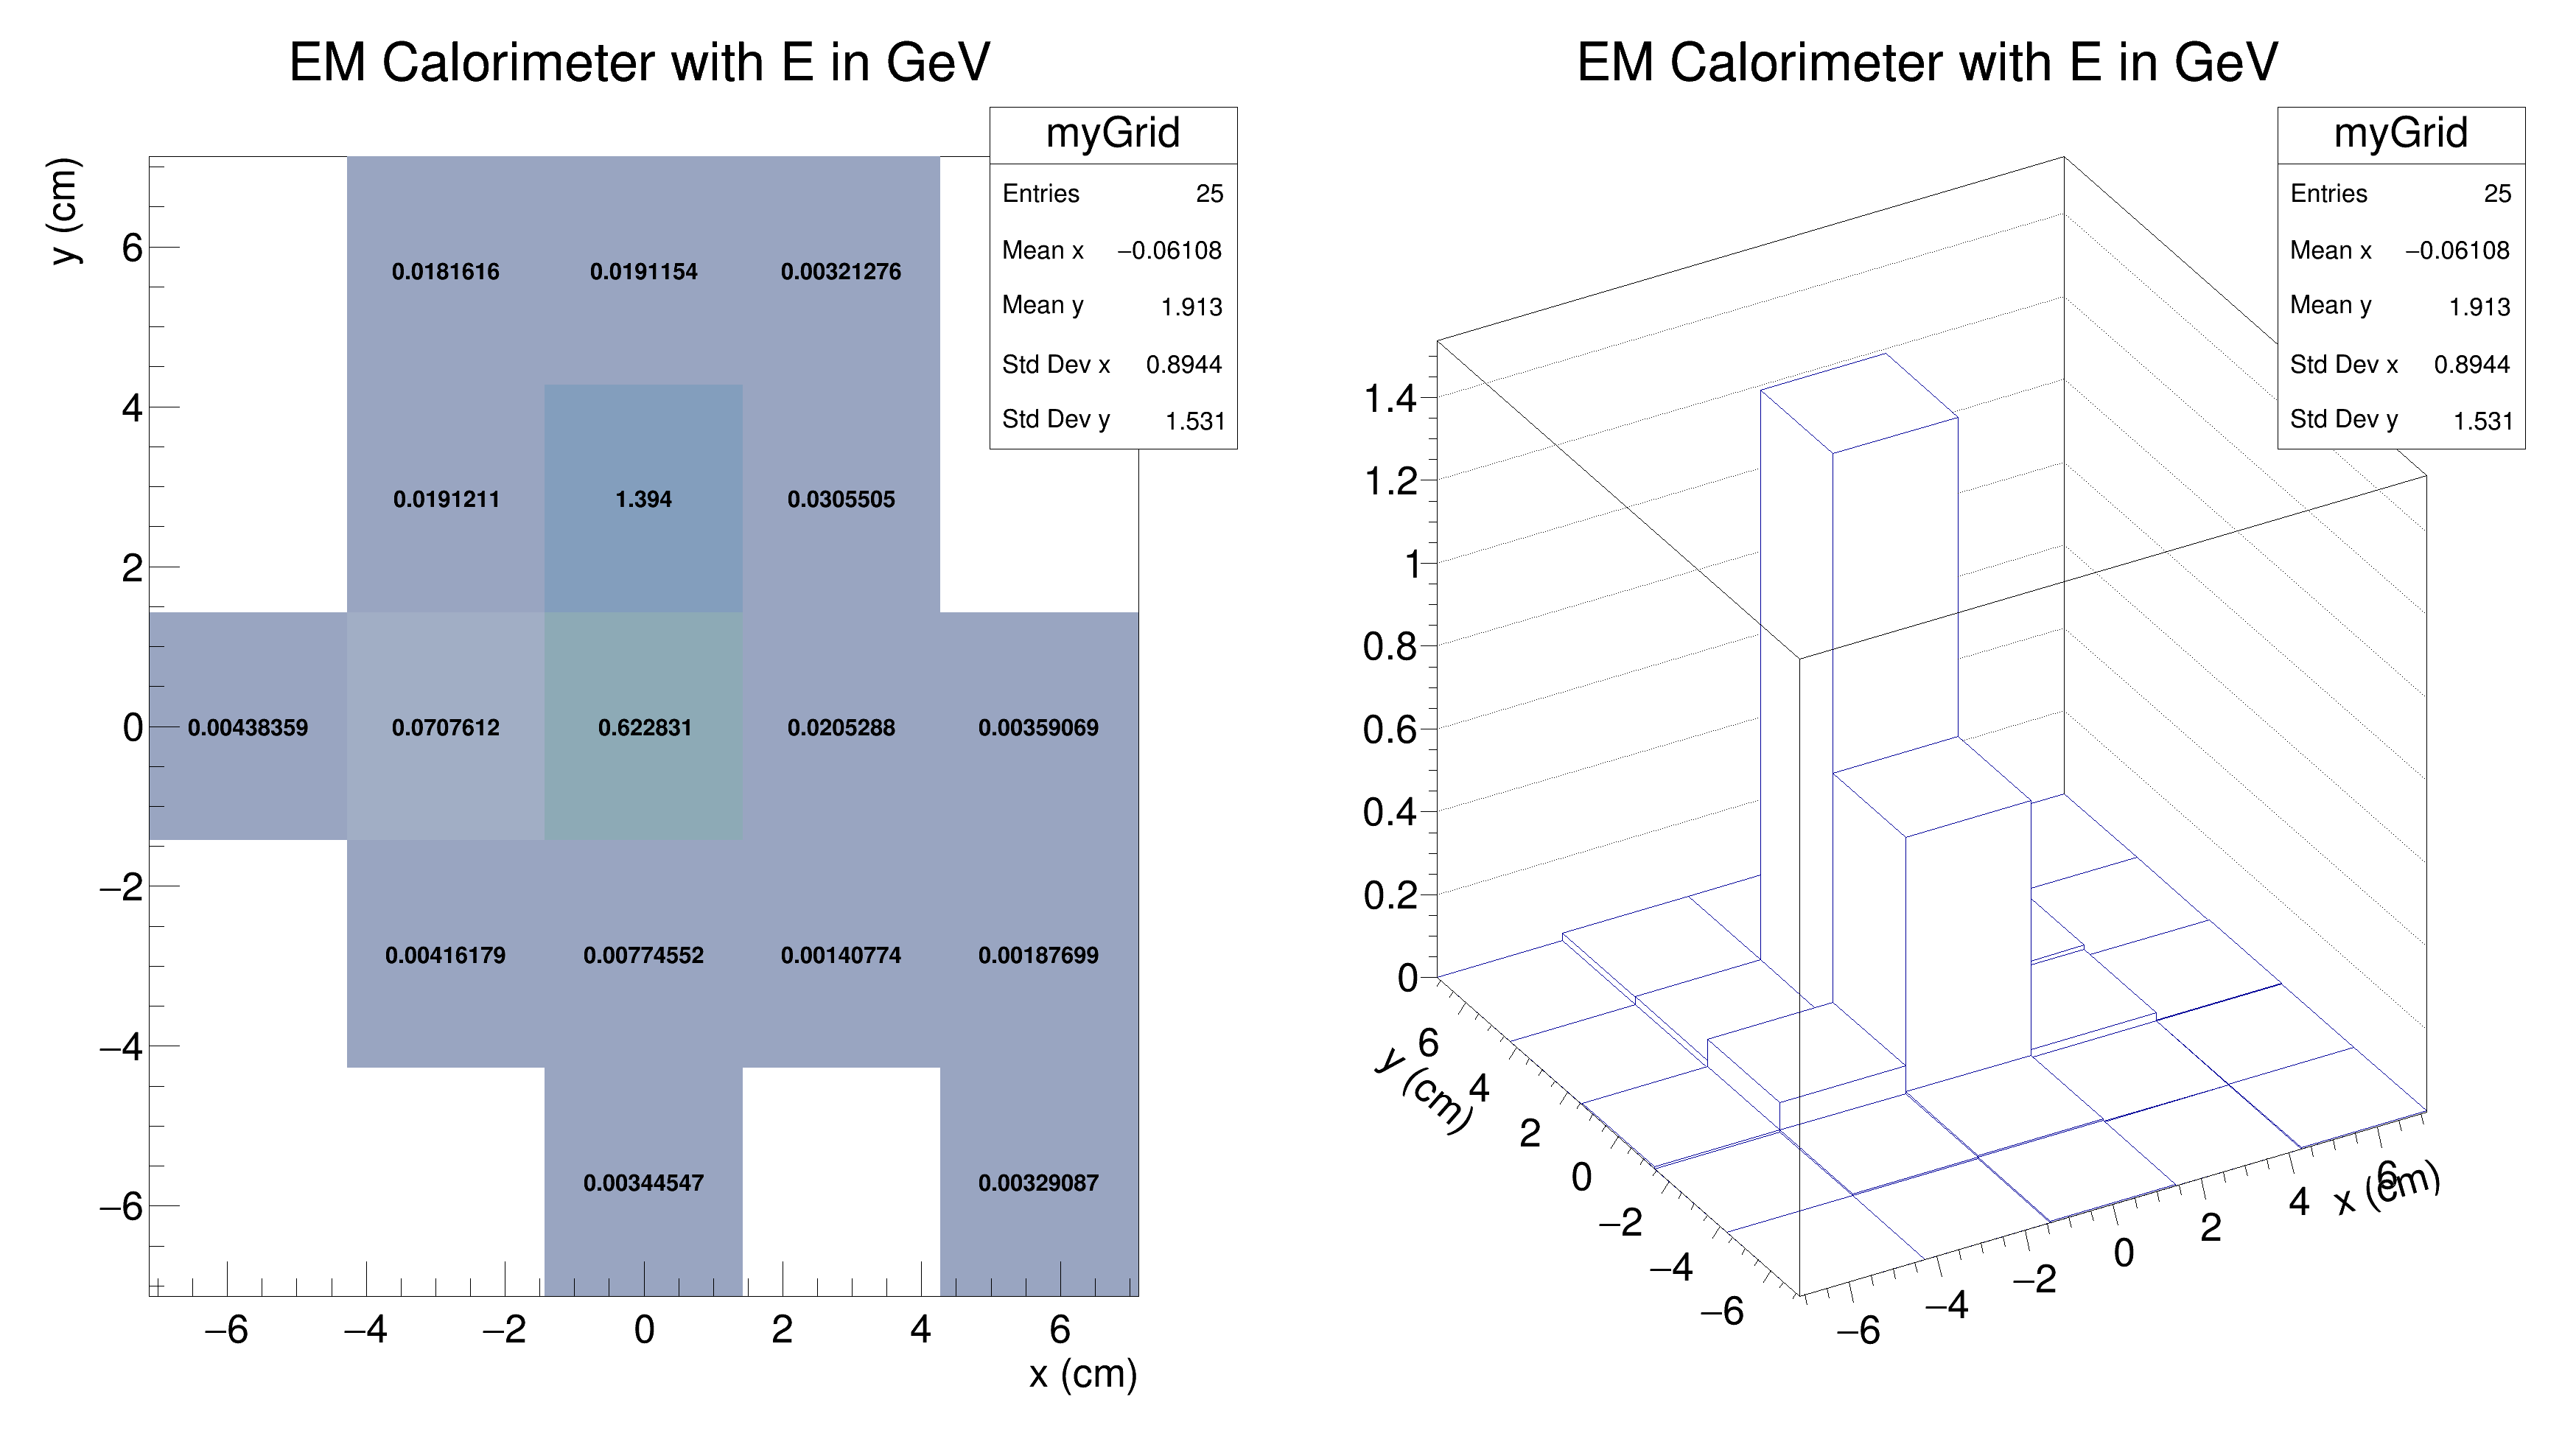 EM Calorimeter with E in GeV
myGrid
Entries 25
Mean x −0.06108
Mean y 1.913
Std Dev x 0.8944
Std Dev y 1.531
y (cm)
6
4
2
0
−2
−4
−6
0.0181616 0.0191154 0.00321276
0.0191211 1.394 0.0305505
0.00438359 0.0707612 0.622831 0.0205288 0.00359069
0.00416179 0.00774552 0.00140774 0.00187699
0.00344547 0.00329087
−6 −4 −2 0 2 4 6
x (cm)
EM Calorimeter with E in GeV
myGrid
Entries 25
Mean x −0.06108
Mean y 1.913
Std Dev x 0.8944
Std Dev y 1.531
1.4
1.2
1
0.8
0.6
0.4
0.2
0
y (cm)
6
4
2
0
−2
−4
−6
−6 −4 −2 0 2 4 6
x (cm)